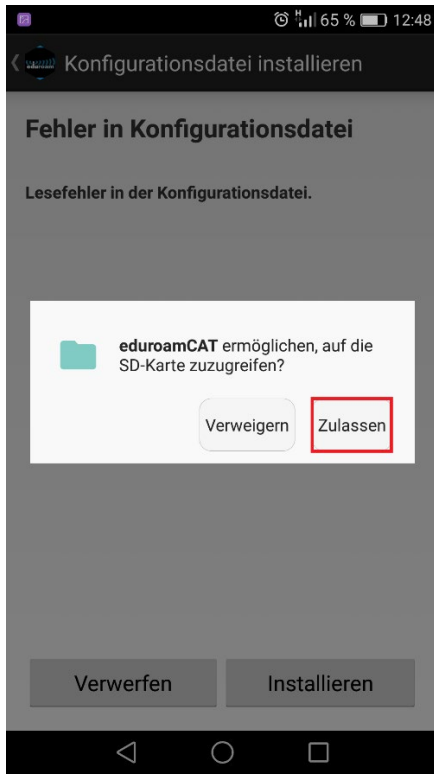 65 % 12:48
Konfigurationsdatei installieren
Fehler in Konfigurationsdatei
Lesefehler in der Konfigurationsdatei.
eduroamCAT ermöglichen, auf die
SD-Karte zuzugreifen?
Verweigern Zulassen
Verwerfen Installieren